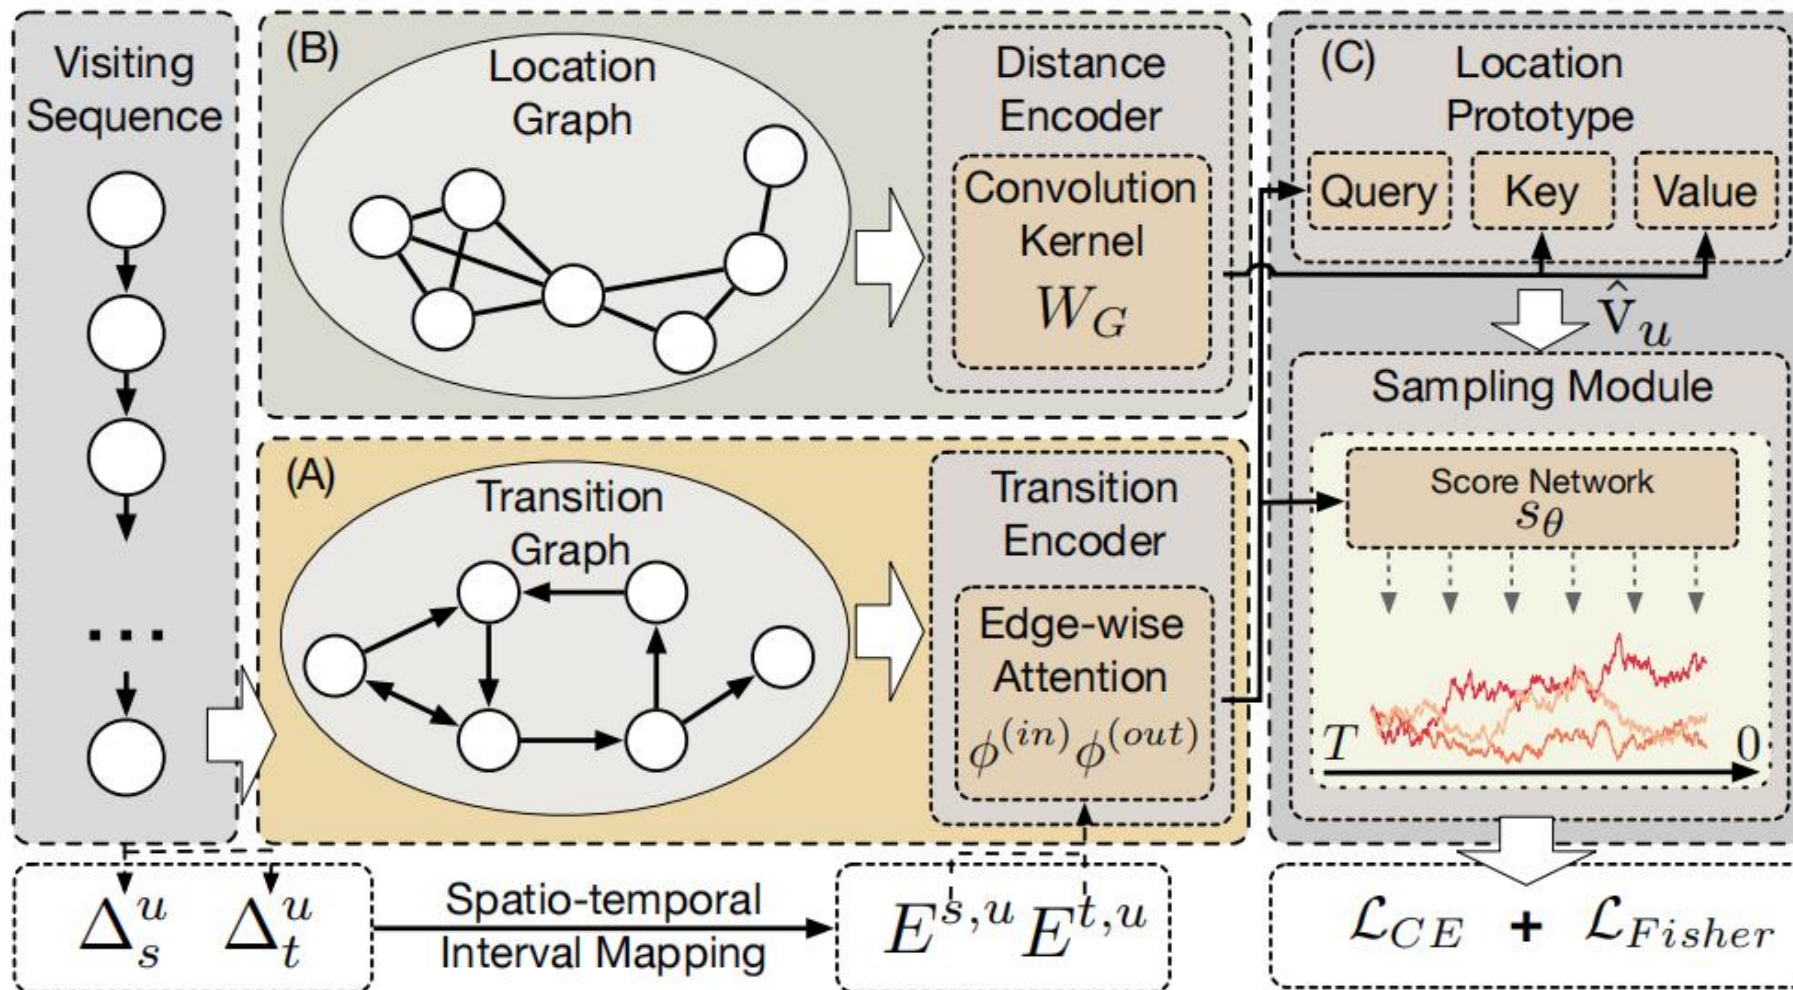 Visiting
Sequence
...
(B)
Location
Graph
Distance
Encoder
Convolution
Kernel
W_G
(A)
Transition
Graph
Transition
Encoder
Edge-wise
Attention
ϕ^(in) ϕ^(out)
(C)
Location
Prototype
Query Key Value
v̂_u
Sampling Module
Score Network
s_θ
T 0
Δ_s^u Δ_t^u
Spatio-temporal
Interval Mapping
E^{s,u} E^{t,u}
ℒ_CE + ℒ_Fisher